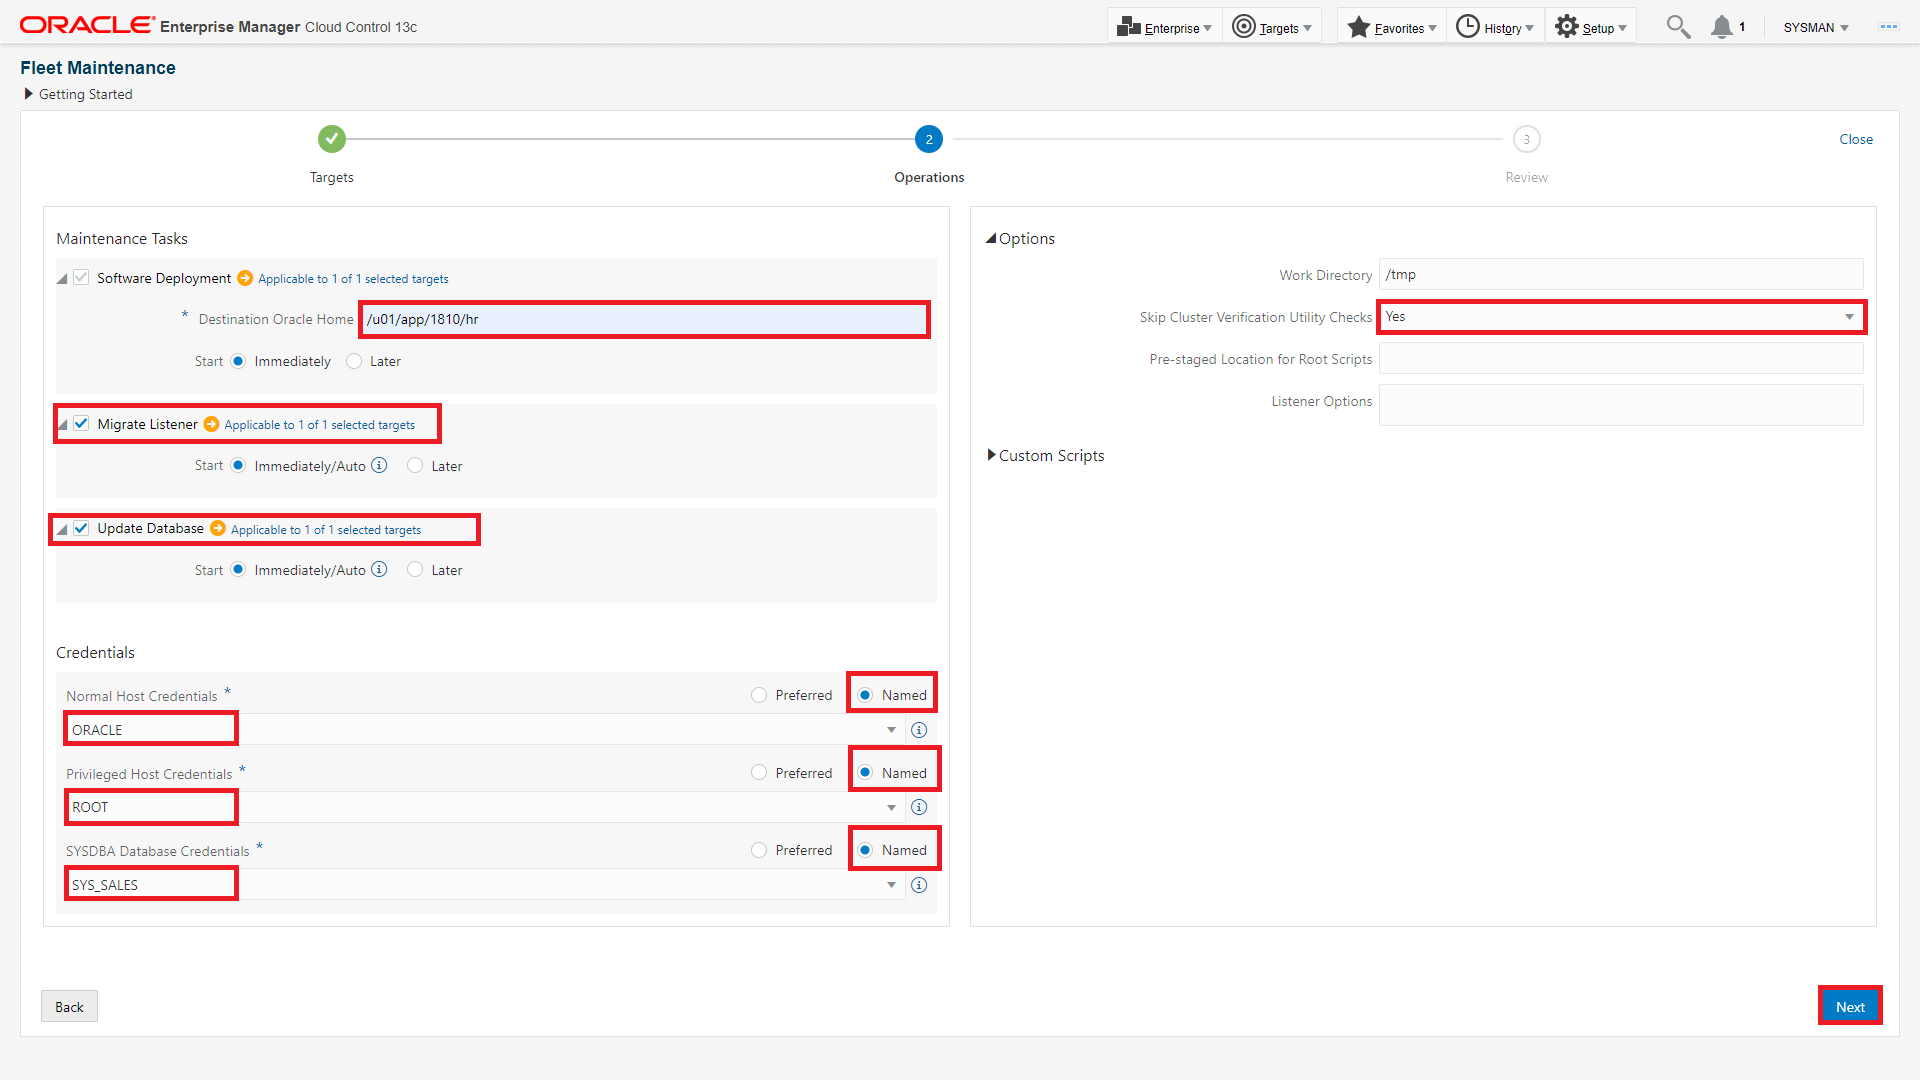 ORACLE® Enterprise Manager Cloud Control 13c
Enterprise Targets Favorites History Setup 1 SYSMAN
Fleet Maintenance
Getting Started
2 3 Close
Targets Operations Review
Maintenance Tasks
Software Deployment Applicable to 1 of 1 selected targets
* Destination Oracle Home /u01/app/1810/hr
Start Immediately Later
Migrate Listener Applicable to 1 of 1 selected targets
Start Immediately/Auto Later
Update Database Applicable to 1 of 1 selected targets
Start Immediately/Auto Later
Credentials
Normal Host Credentials * Preferred Named
ORACLE
Privileged Host Credentials * Preferred Named
ROOT
SYSDBA Database Credentials * Preferred Named
SYS_SALES
Options
Work Directory /tmp
Skip Cluster Verification Utility Checks Yes
Pre-staged Location for Root Scripts
Listener Options
Custom Scripts
Back Next